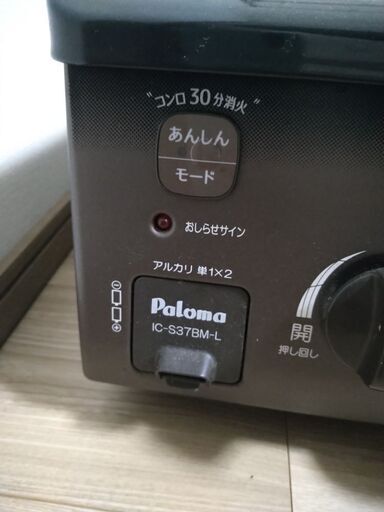 "コンロ30分消火"
あんしん
モード
おしらせサイン
アルカリ 単1×2
Paloma
IC-S37BM-L
開
押し回し